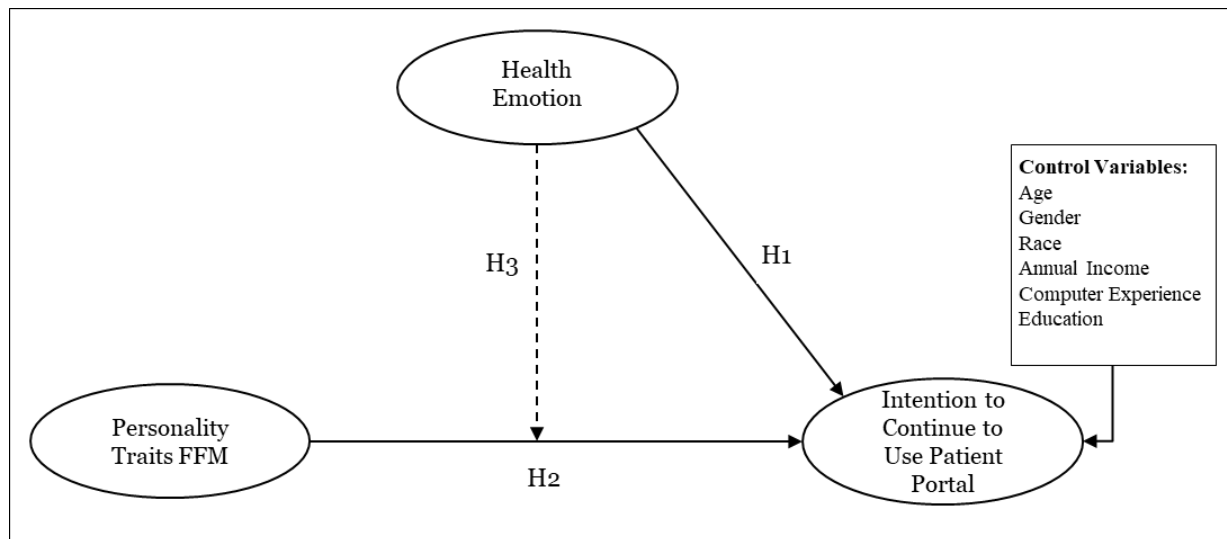 Health
Emotion
Control Variables:
Age
Gender
Race
Annual Income
Computer Experience
Education
H3
H1
Personality
Traits FFM
H2
Intention to
Continue to
Use Patient
Portal